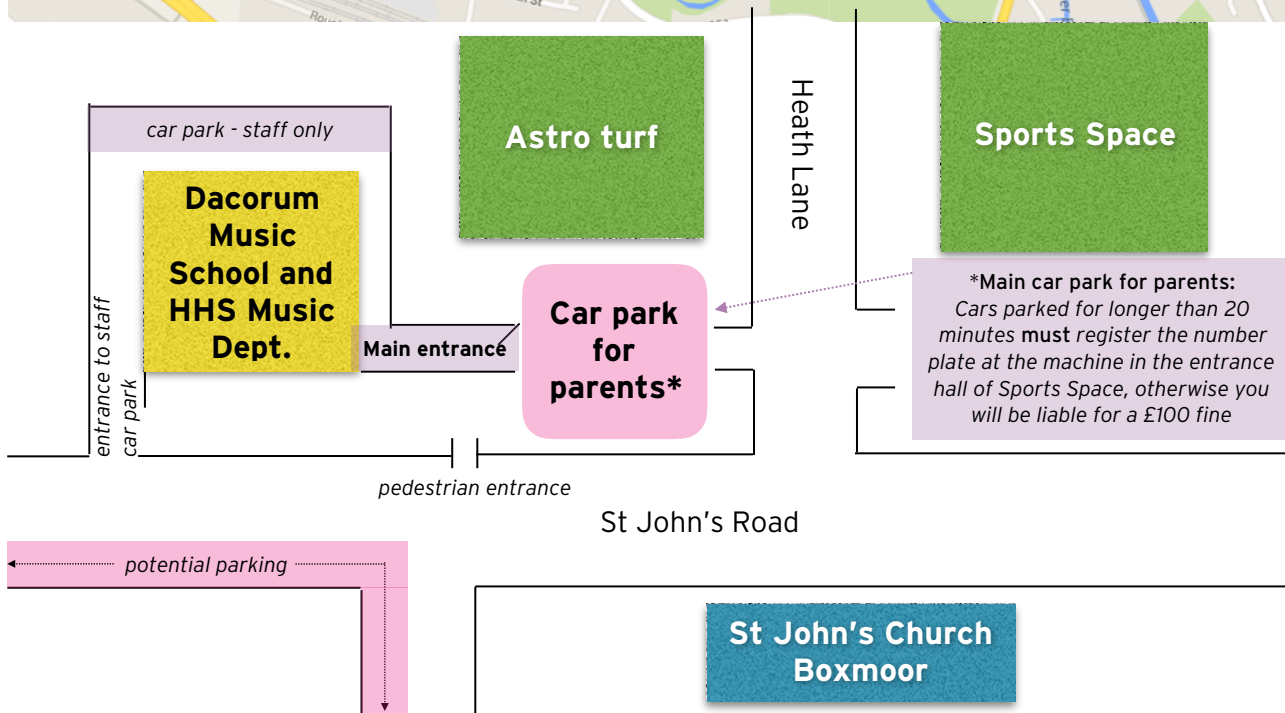 car park - staff only
Astro turf
Heath Lane
Sports Space
Dacorum
Music
School and
HHS Music
Dept.
Main entrance
Car park
for
parents*
*Main car park for parents:
Cars parked for longer than 20
minutes must register the number
plate at the machine in the entrance
hall of Sports Space, otherwise you
will be liable for a £100 fine
entrance to staff
car park
pedestrian entrance
St John's Road
potential parking
St John's Church
Boxmoor